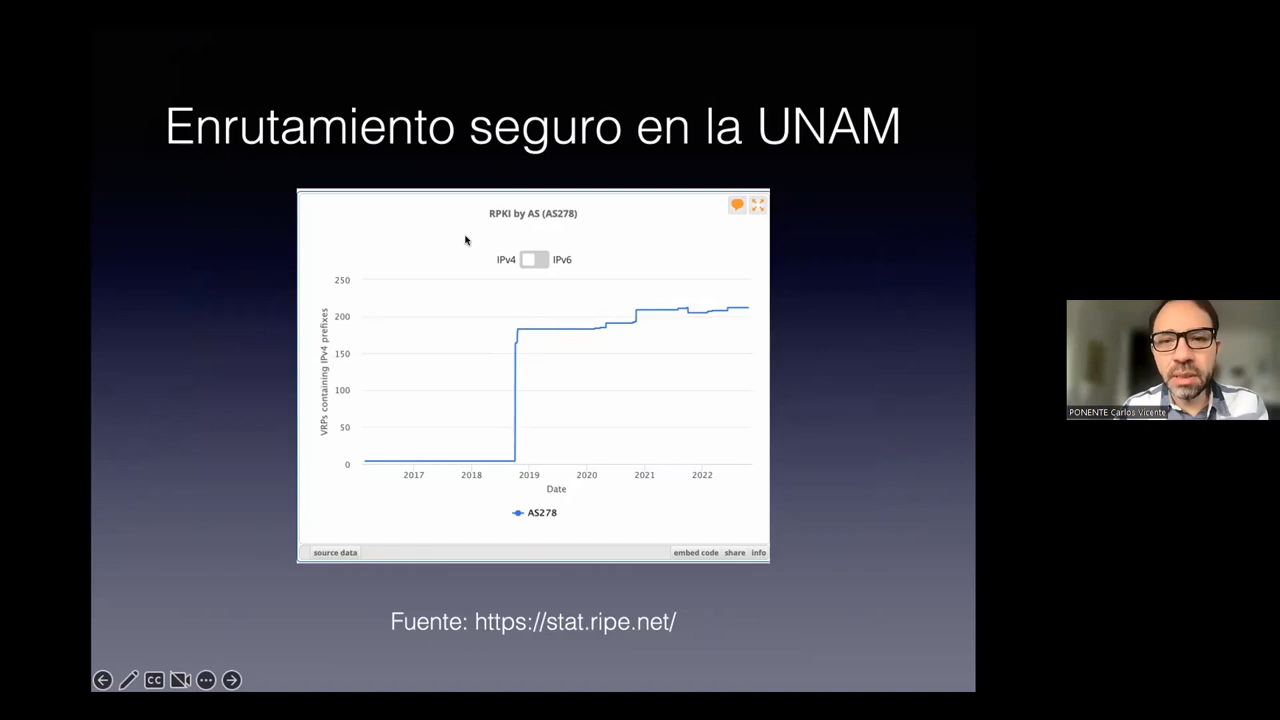 Enrutamiento seguro en la UNAM
RPKI by AS (AS278)
IPv4 IPv6
VRPs containing IPv4 prefixes
250
200
150
100
50
0
2017 2018 2019 2020 2021 2022
Date
AS278
source data embed code share info
Fuente: https://stat.ripe.net/
CC
PONENTE Carlos Vicente